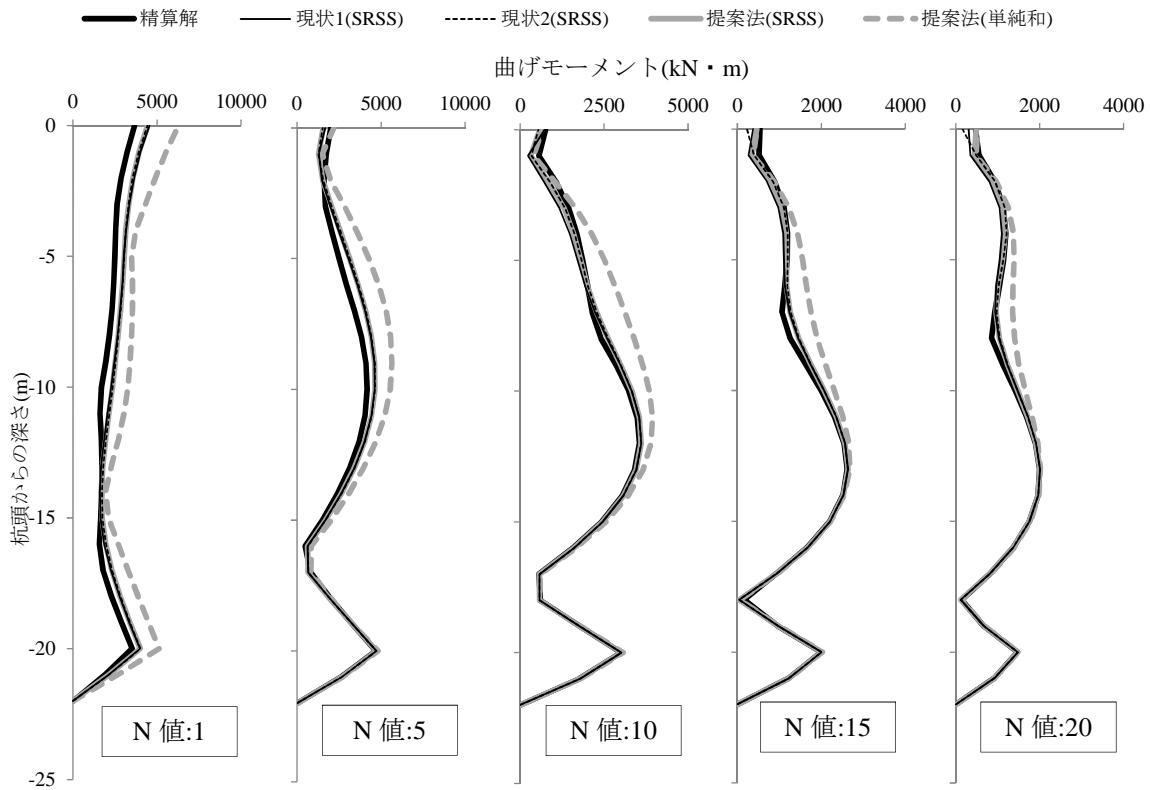 精算解 現状1(SRSS) 現状2(SRSS) 提案法(SRSS) 提案法(単純和)
曲げモーメント(kN・m)
0 5000 10000 0 5000 10000 0 2500 5000 0 2000 4000 0 2000 4000
0
-5
-10
-15
-20
-25
杭頭からの深さ(m)
N 値:1 N 値:5 N 値:10 N 値:15 N 値:20